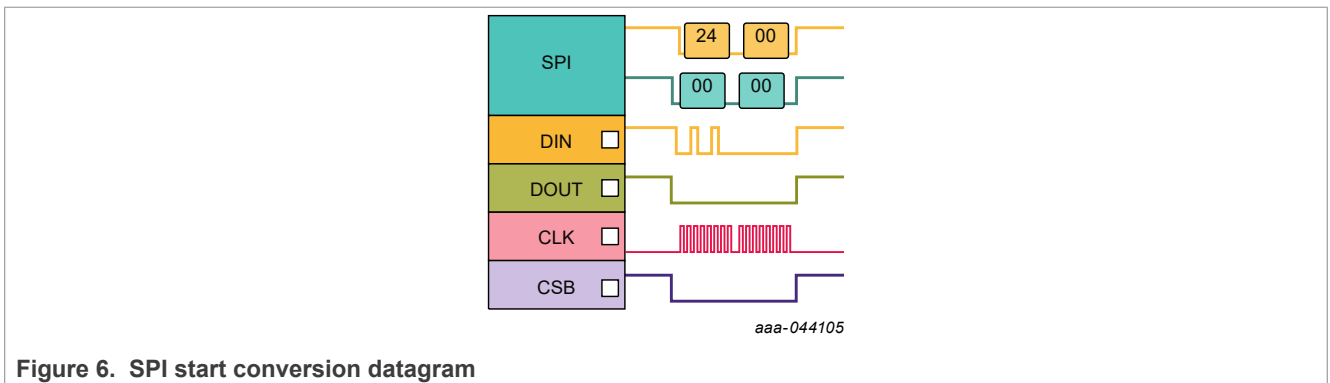 SPI
24 00
00 00
DIN
DOUT
CLK
CSB
aaa-044105
Figure 6. SPI start conversion datagram